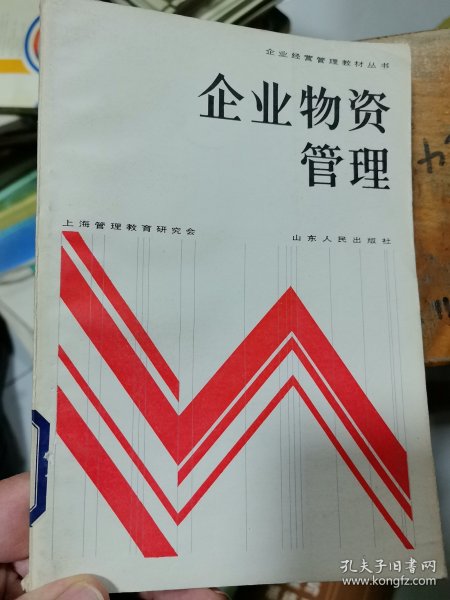 企业经营管理教材丛书
企业物资
管理
上海管理教育研究会
山东人民出版社
孔夫子旧书网
www.kongfz.com